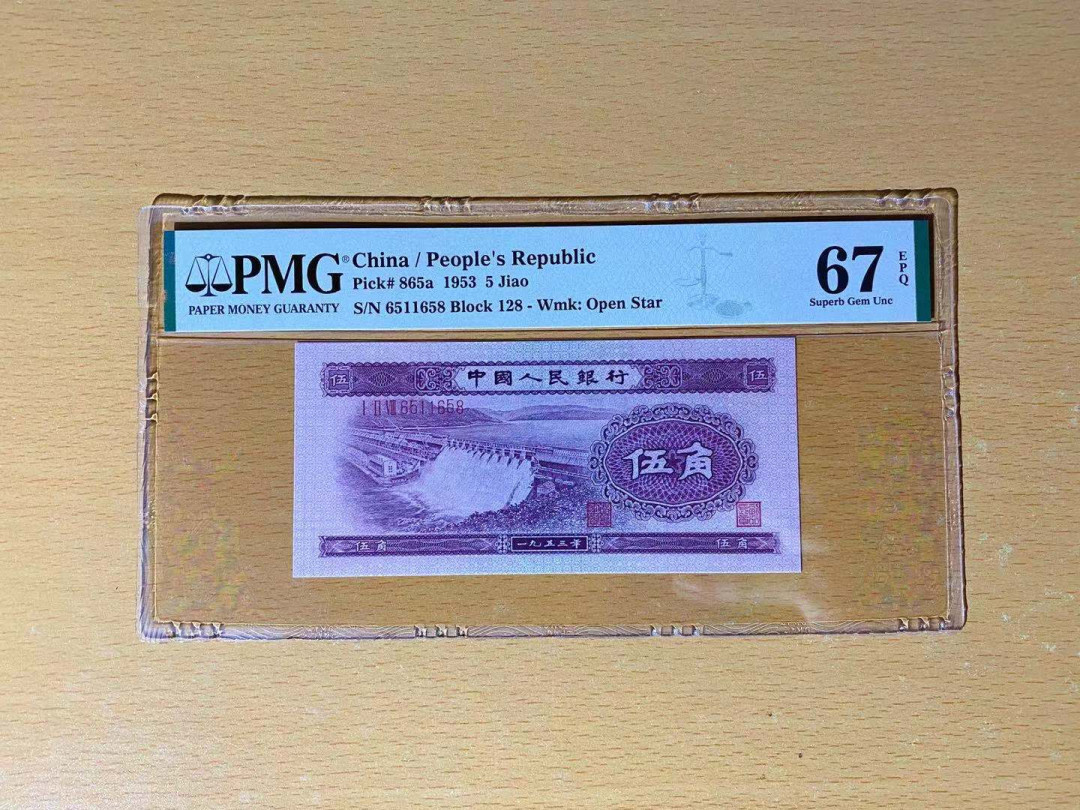 PMG®
PAPER MONEY GUARANTY
China / People's Republic
Pick# 865a 1953 5 Jiao
S/N 6511658 Block 128 - Wmk: Open Star
67
EPQ
Superb Gem Unc
伍 中國人民銀行 伍
I II VIII 6511658
伍角
伍角 一九五三年 伍角